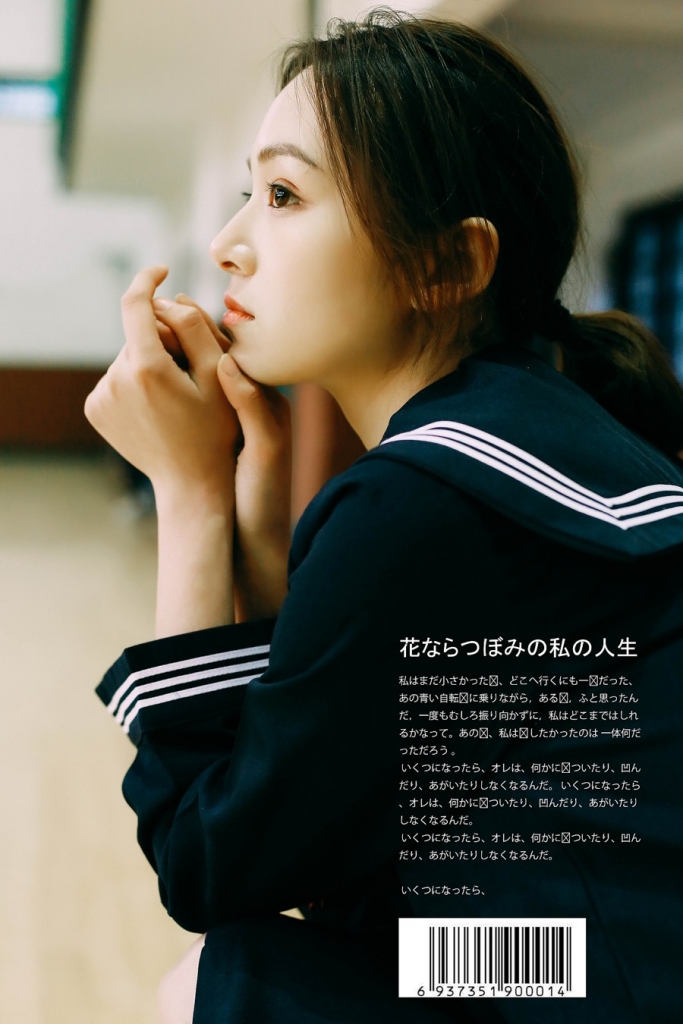 花ならつぼみの私の人生
私はまだ小さかった☒、どこへ行くにも一☒だった、
あの青い自転☒に乗りながら，ある☒，ふと思ったん
だ，一度もむしろ振り向かずに，私はどこまではしれ
るかなって。あの☒、私は☒したかったのは 一体何だ
っただろう 。
いくつになったら、オレは、何かに☒ついたり、凹ん
だり、あがいたりしなくなるんだ。 いくつになったら
、オレは、何かに☒ついたり、凹んだり、あがいたり
しなくなるんだ。
いくつになったら、オレは、何かに☒ついたり、凹ん
だり、あがいたりしなくなるんだ。
いくつになったら、
6 937351 900014